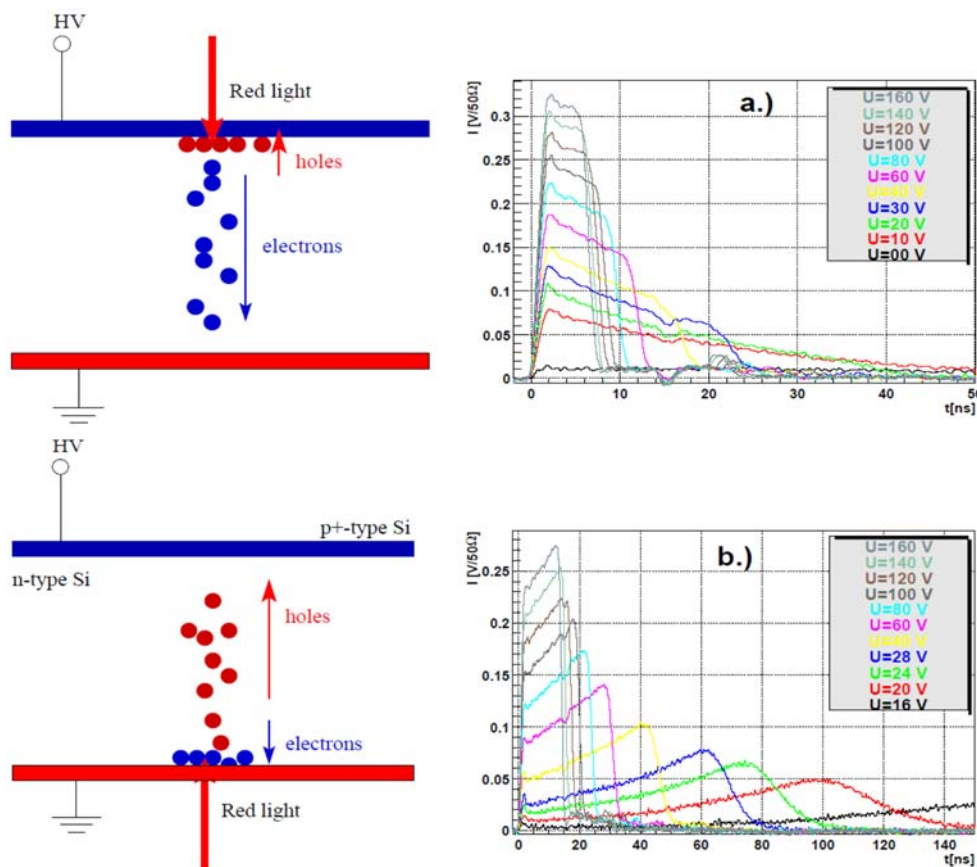 HV
Red light
holes
electrons
a.)
I [V/50Ω]
0.3
0.25
0.2
0.15
0.1
0.05
0
U=160 V
U=140 V
U=120 V
U=100 V
U=80 V
U=60 V
U=40 V
U=30 V
U=20 V
U=10 V
U=00 V
0 10 20 30 40 50
t[ns]
HV
p+-type Si
n-type Si
holes
electrons
Red light
b.)
I [V/50Ω]
0.25
0.2
0.15
0.1
0.05
0
U=160 V
U=140 V
U=120 V
U=100 V
U=80 V
U=60 V
U=40 V
U=28 V
U=24 V
U=20 V
U=16 V
0 20 40 60 80 100 120 140
t[ns]